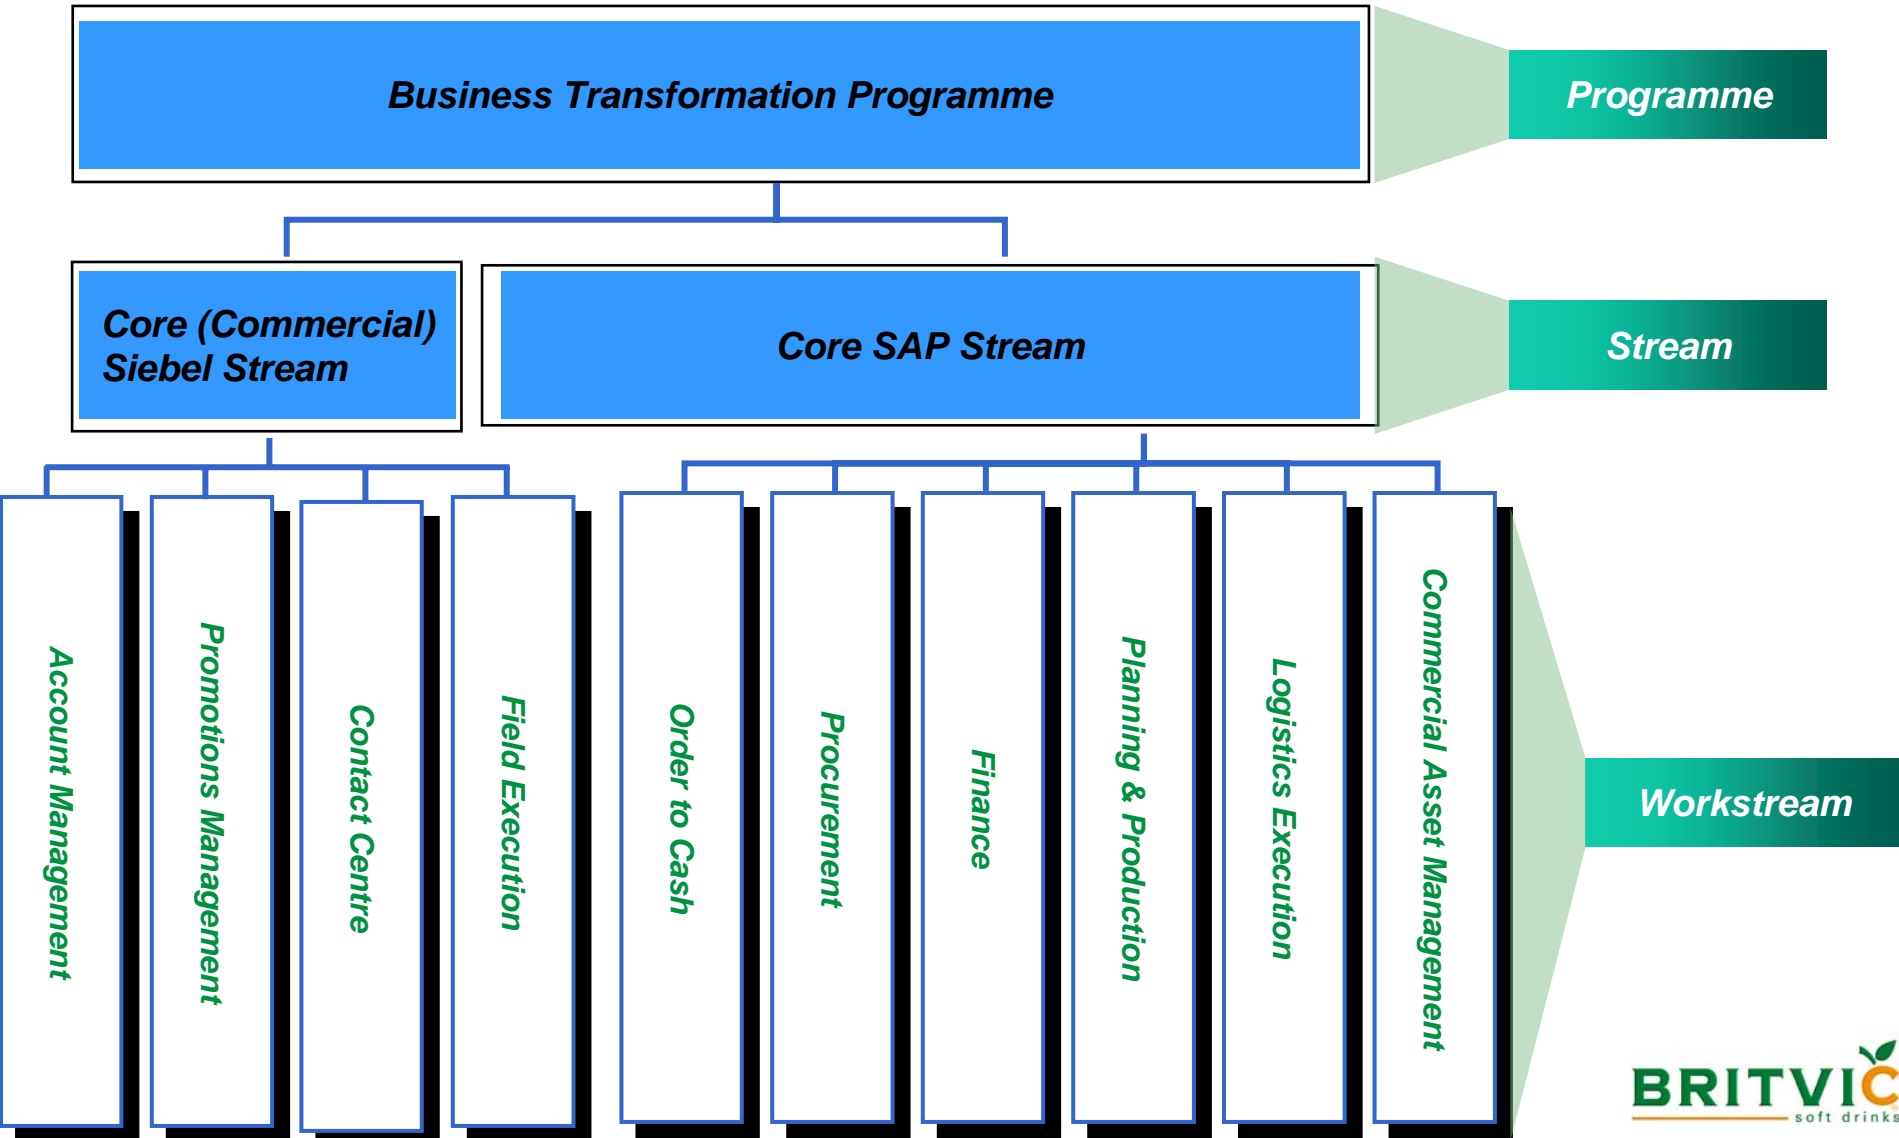 Business Transformation Programme
Programme
Core (Commercial)
Siebel Stream
Core SAP Stream
Stream
Account Management
Promotions Management
Contact Centre
Field Execution
Order to Cash
Procurement
Finance
Planning & Production
Logistics Execution
Commercial Asset Management
Workstream
BRITVIC
soft drinks